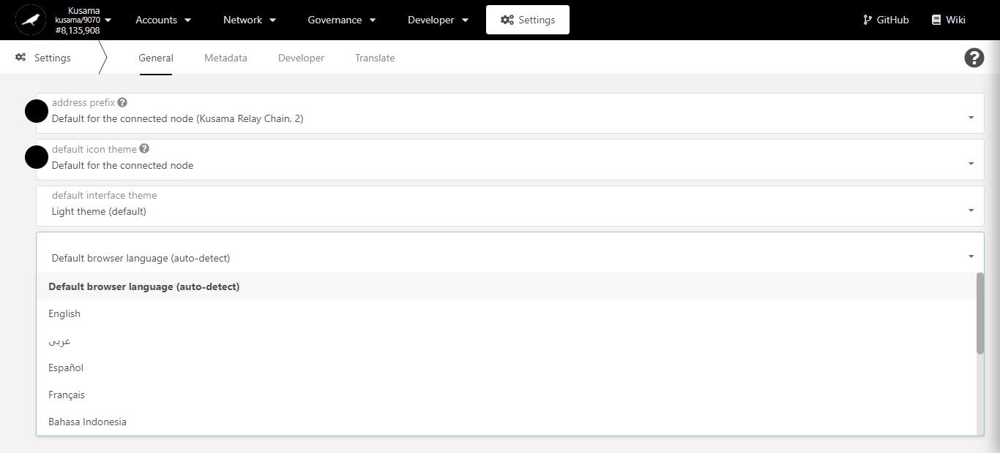 Kusama
kusama/9070
#8,135,908
Accounts
Network
Governance
Developer
Settings
GitHub
Wiki
Settings
General
Metadata
Developer
Translate
address prefix
Default for the connected node (Kusama Relay Chain, 2)
default icon theme
Default for the connected node
default interface theme
Light theme (default)
Default browser language (auto-detect)
Default browser language (auto-detect)
English
عربى
Español
Français
Bahasa Indonesia